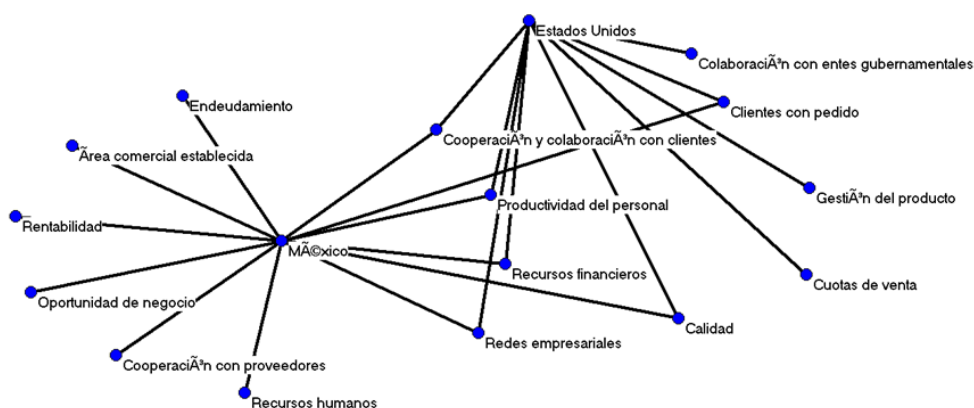 Estados Unidos
ColaboraciÃ³n con entes gubernamentales
Endeudamiento
Clientes con pedido
CooperaciÃ³n y colaboraciÃ³n con clientes
Ãrea comercial establecida
GestiÃ³n del producto
Productividad del personal
Rentabilidad
MÃ©xico
Recursos financieros
Cuotas de venta
Oportunidad de negocio
Calidad
Redes empresariales
CooperaciÃ³n con proveedores
Recursos humanos